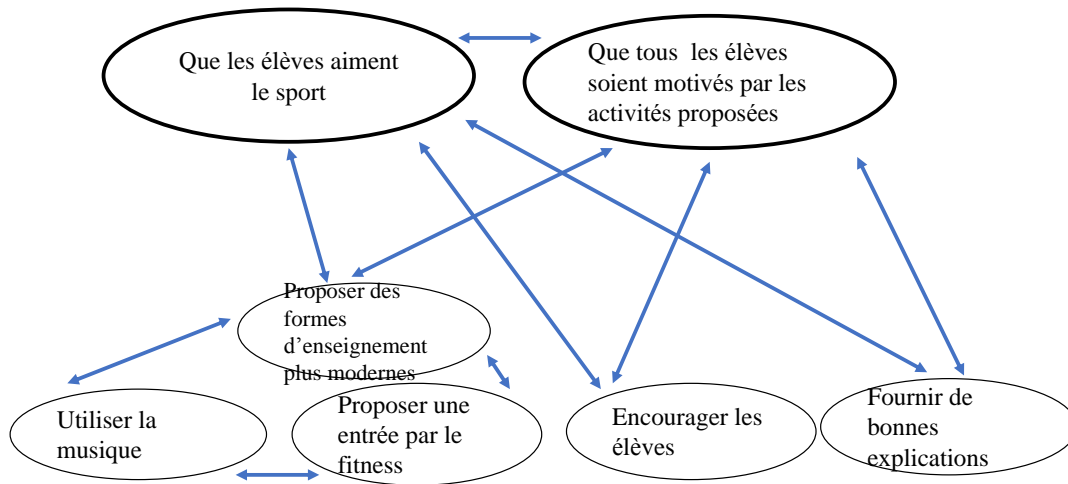 Que les élèves aiment
le sport
Que tous les élèves
soient motivés par les
activités proposées
Proposer des
formes
d’enseignement
plus modernes
Utiliser la
musique
Proposer une
entrée par le
fitness
Encourager les
élèves
Fournir de
bonnes
explications